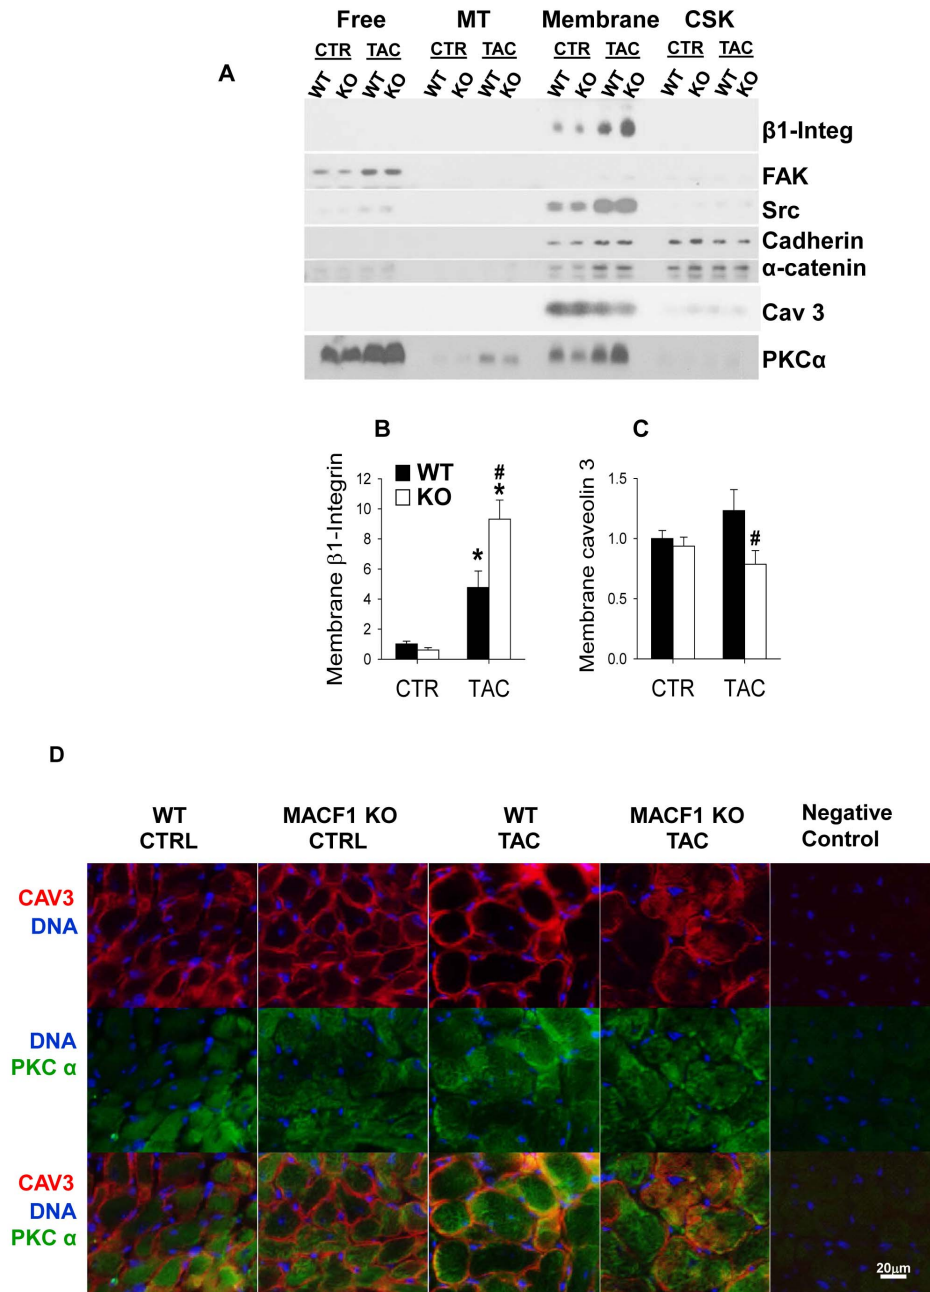 Free MT Membrane CSK
CTR TAC CTR TAC CTR TAC CTR TAC
A
WT KO WT KO WT KO WT KO WT KO WT KO WT KO WT KO
β1-Integ
FAK
Src
Cadherin
α-catenin
Cav 3
PKCα
B
Membrane β1-Integrin
12
10
8
6
4
2
0
WT
KO
*
#
*
CTR TAC
C
Membrane caveolin 3
1.5
1.0
0.5
0.0
#
CTR TAC
D
WT
CTRL
MACF1 KO
CTRL
WT
TAC
MACF1 KO
TAC
Negative
Control
CAV3
DNA
DNA
PKC α
CAV3
DNA
PKC α
20μm